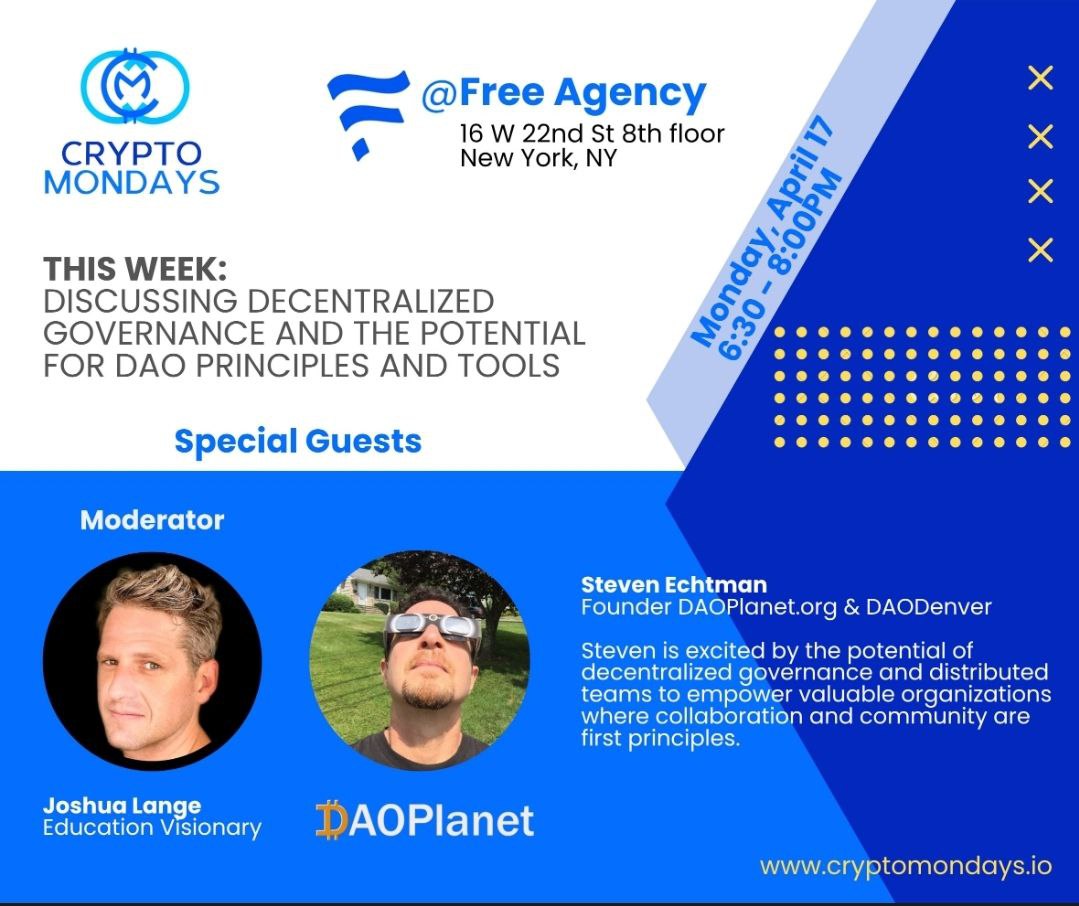 CRYPTO
MONDAYS
@Free Agency
16 W 22nd St 8th floor
New York, NY
Monday, April 17
6:30 - 8:00PM
THIS WEEK:
DISCUSSING DECENTRALIZED
GOVERNANCE AND THE POTENTIAL
FOR DAO PRINCIPLES AND TOOLS
Special Guests
Moderator
Joshua Lange
Education Visionary
DAOPlanet
Steven Echtman
Founder DAOPlanet.org & DAODenver
Steven is excited by the potential of
decentralized governance and distributed
teams to empower valuable organizations
where collaboration and community are
first principles.
www.cryptomondays.io